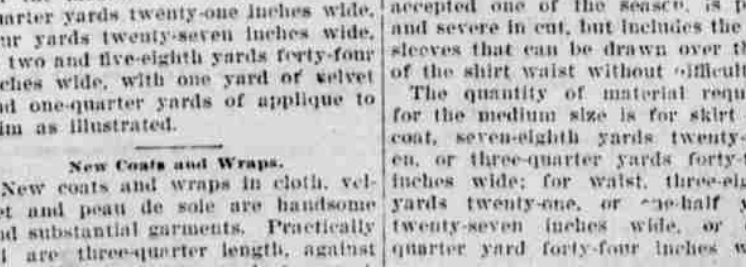 uarter yards twenty-one inches wide,
ur yards twenty-seven inches wide,
two and five-eighth yards forty-four
ches wide, with one yard of velvet
nd one-quarter yards of applique to
im as illustrated.
New Coats and Wraps.
New coats and wraps in cloth, vel-
et and peau de soie are handsome
nd substantial garments. Practically
l are three-quarter length, against
accepted one of the season, is p
and severe in cut, but includes the
sleeves that can be drawn over th
of the shirt waist without difficult
The quantity of material requ
for the medium size is for skirt
coat, seven-eighth yards twenty-
en, or three-quarter yards forty-
inches wide; for waist, three-eig
yards twenty-one, or one-half y
twenty-seven inches wide, or
quarter yard forty-four inches w